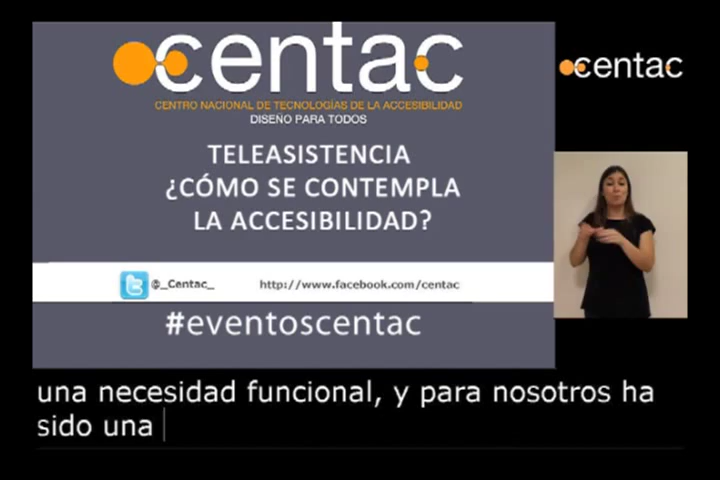 centac
CENTRO NACIONAL DE TECNOLOGÍAS DE LA ACCESIBILIDAD
DISEÑO PARA TODOS
TELEASISTENCIA
¿CÓMO SE CONTEMPLA
LA ACCESIBILIDAD?
@_Centac_ http://www.facebook.com/centac
#eventoscentac
centac
una necesidad funcional, y para nosotros ha
sido una